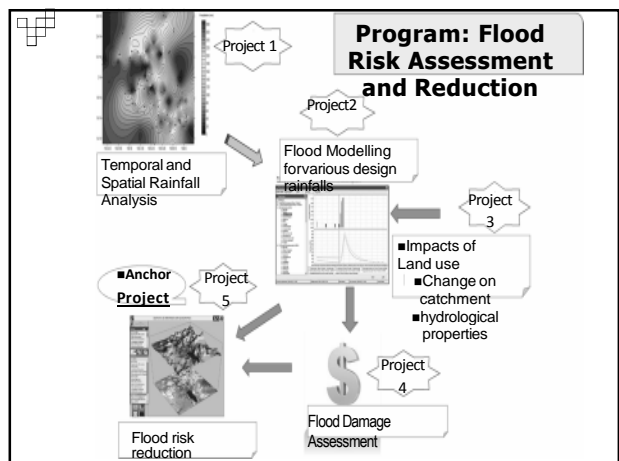 Program: Flood
Risk Assessment
and Reduction
Project 1
Temporal and
Spatial Rainfall
Analysis
Project2
Flood Modelling
forvarious design
rainfalls
Project
3
■Impacts of
Land use
■Change on
catchment
■hydrological
properties
■Anchor
Project
Project
5
Flood risk
reduction
$
Project
4
Flood Damage
Assessment